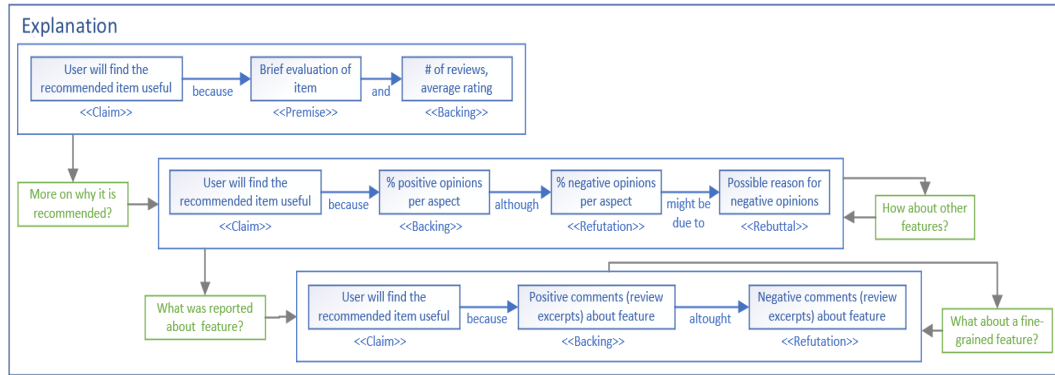 Explanation
User will find the
recommended item useful
because
Brief evaluation of
item
and
# of reviews,
average rating
<<Claim>>
<<Premise>>
<<Backing>>
More on why it is
recommended?
User will find the
recommended item useful
because
% positive opinions
per aspect
although
% negative opinions
per aspect
might be
due to
Possible reason for
negative opinions
<<Claim>>
<<Backing>>
<<Refutation>>
<<Rebuttal>>
How about other
features?
What was reported
about feature?
User will find the
recommended item useful
because
Positive comments (review
excerpts) about feature
altought
Negative comments (review
excerpts) about feature
<<Claim>>
<<Backing>>
<<Refutation>>
What about a fine-
grained feature?